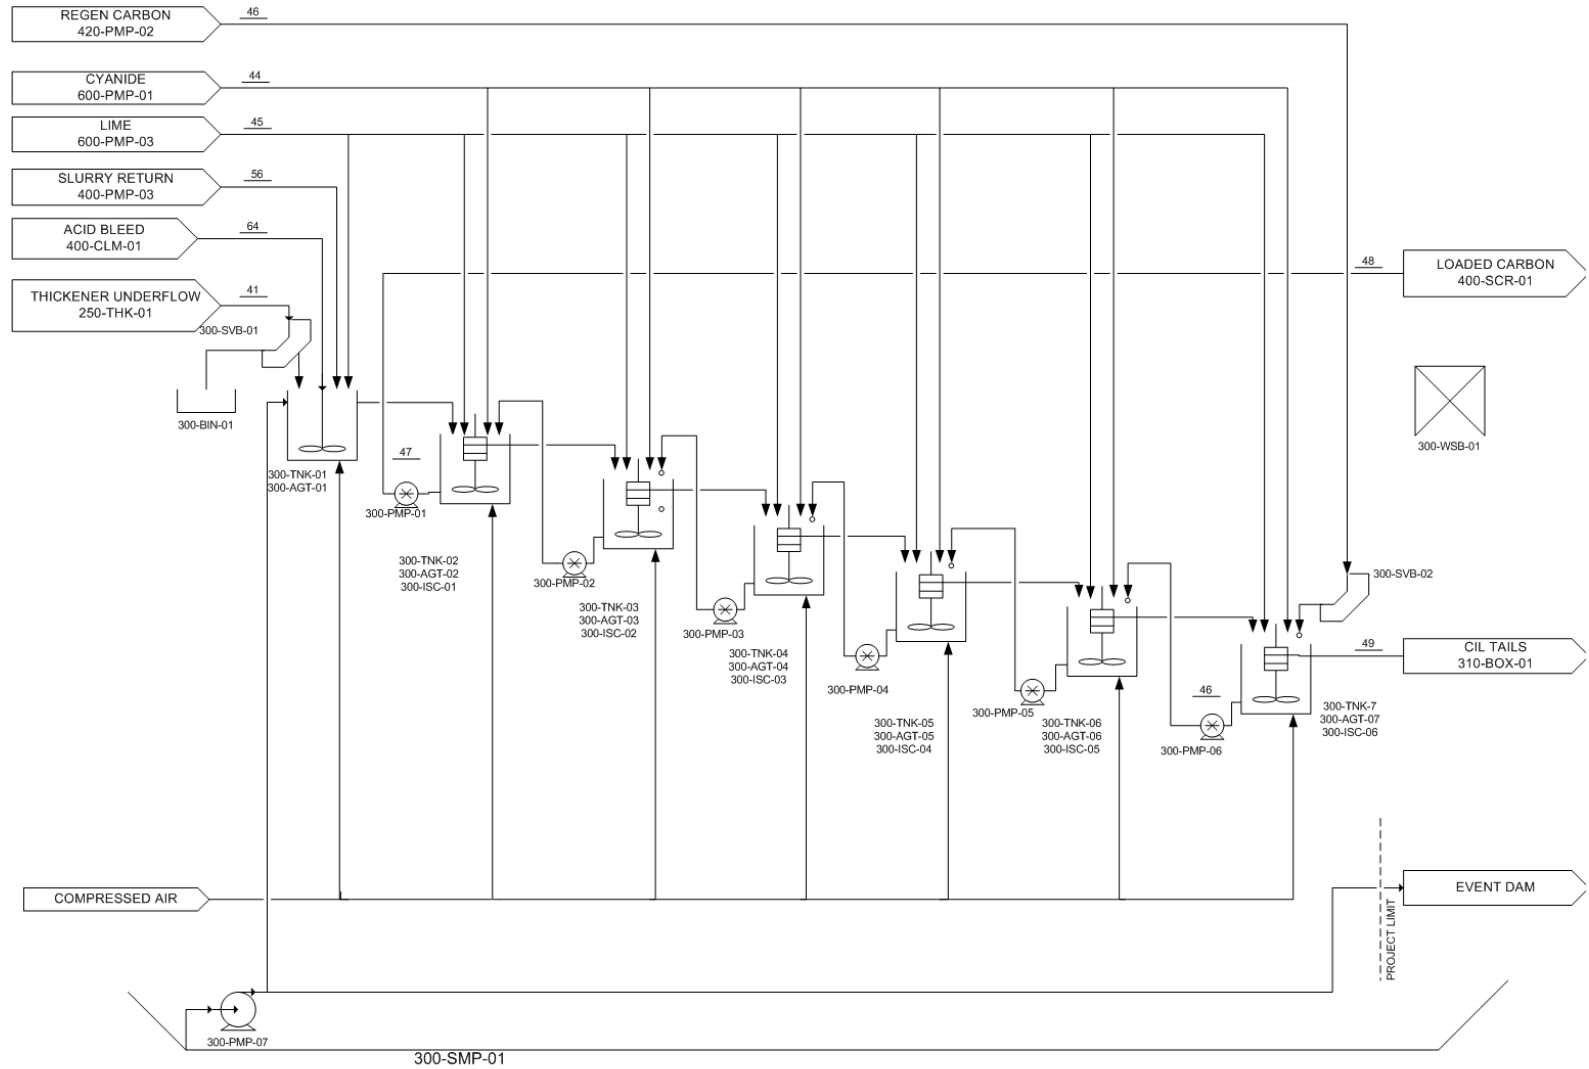 REGEN CARBON
420-PMP-02
46
CYANIDE
600-PMP-01
44
LIME
600-PMP-03
45
SLURRY RETURN
400-PMP-03
56
ACID BLEED
400-CLM-01
64
THICKENER UNDERFLOW
250-THK-01
41
300-SVB-01
48
LOADED CARBON
400-SCR-01
300-BIN-01
300-WSB-01
300-TNK-01
300-AGT-01
47
300-PMP-01
300-TNK-02
300-AGT-02
300-ISC-01
300-PMP-02
300-TNK-03
300-AGT-03
300-ISC-02
300-PMP-03
300-TNK-04
300-AGT-04
300-ISC-03
300-PMP-04
300-TNK-05
300-AGT-05
300-ISC-04
300-PMP-05
300-TNK-06
300-AGT-06
300-ISC-05
46
300-PMP-06
300-SVB-02
49
CIL TAILS
310-BOX-01
300-TNK-7
300-AGT-07
300-ISC-06
COMPRESSED AIR
EVENT DAM
PROJECT LIMIT
300-PMP-07
300-SMP-01